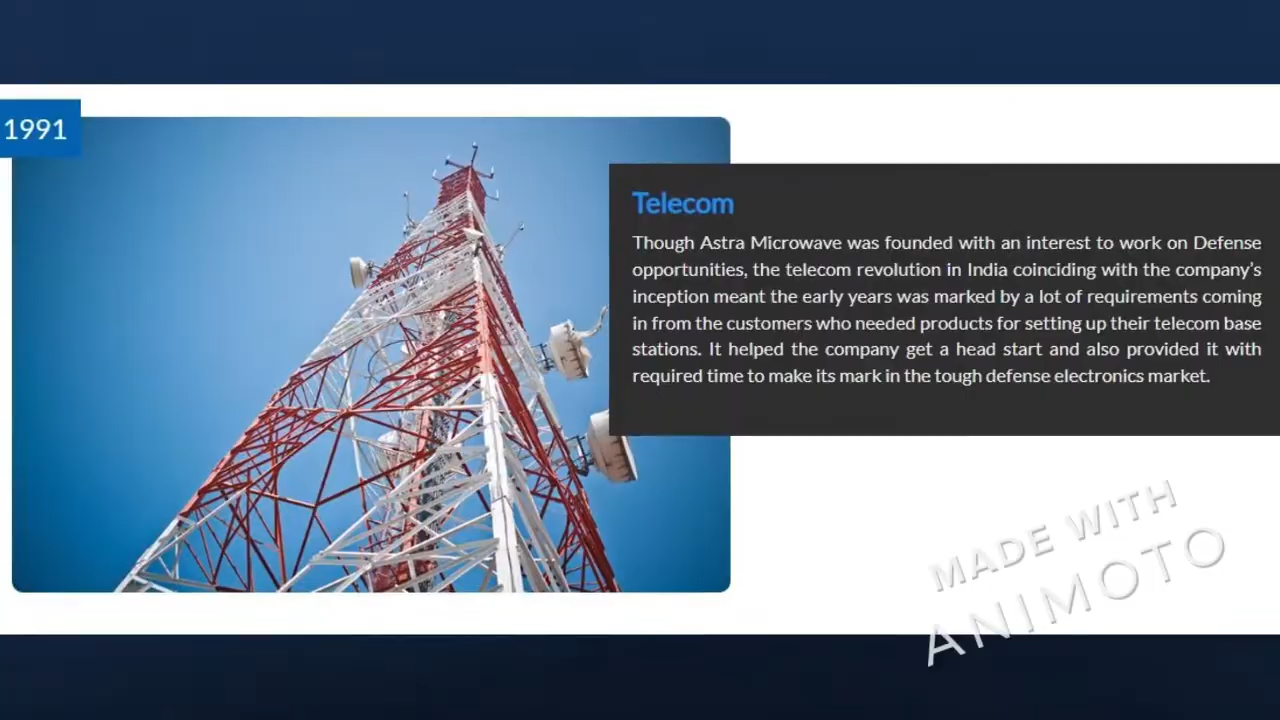 1991
Telecom
Though Astra Microwave was founded with an interest to work on Defense
opportunities, the telecom revolution in India coinciding with the company's
inception meant the early years was marked by a lot of requirements coming
in from the customers who needed products for setting up their telecom base
stations. It helped the company get a head start and also provided it with
required time to make its mark in the tough defense electronics market.
MADE WITH
ANIMOTO